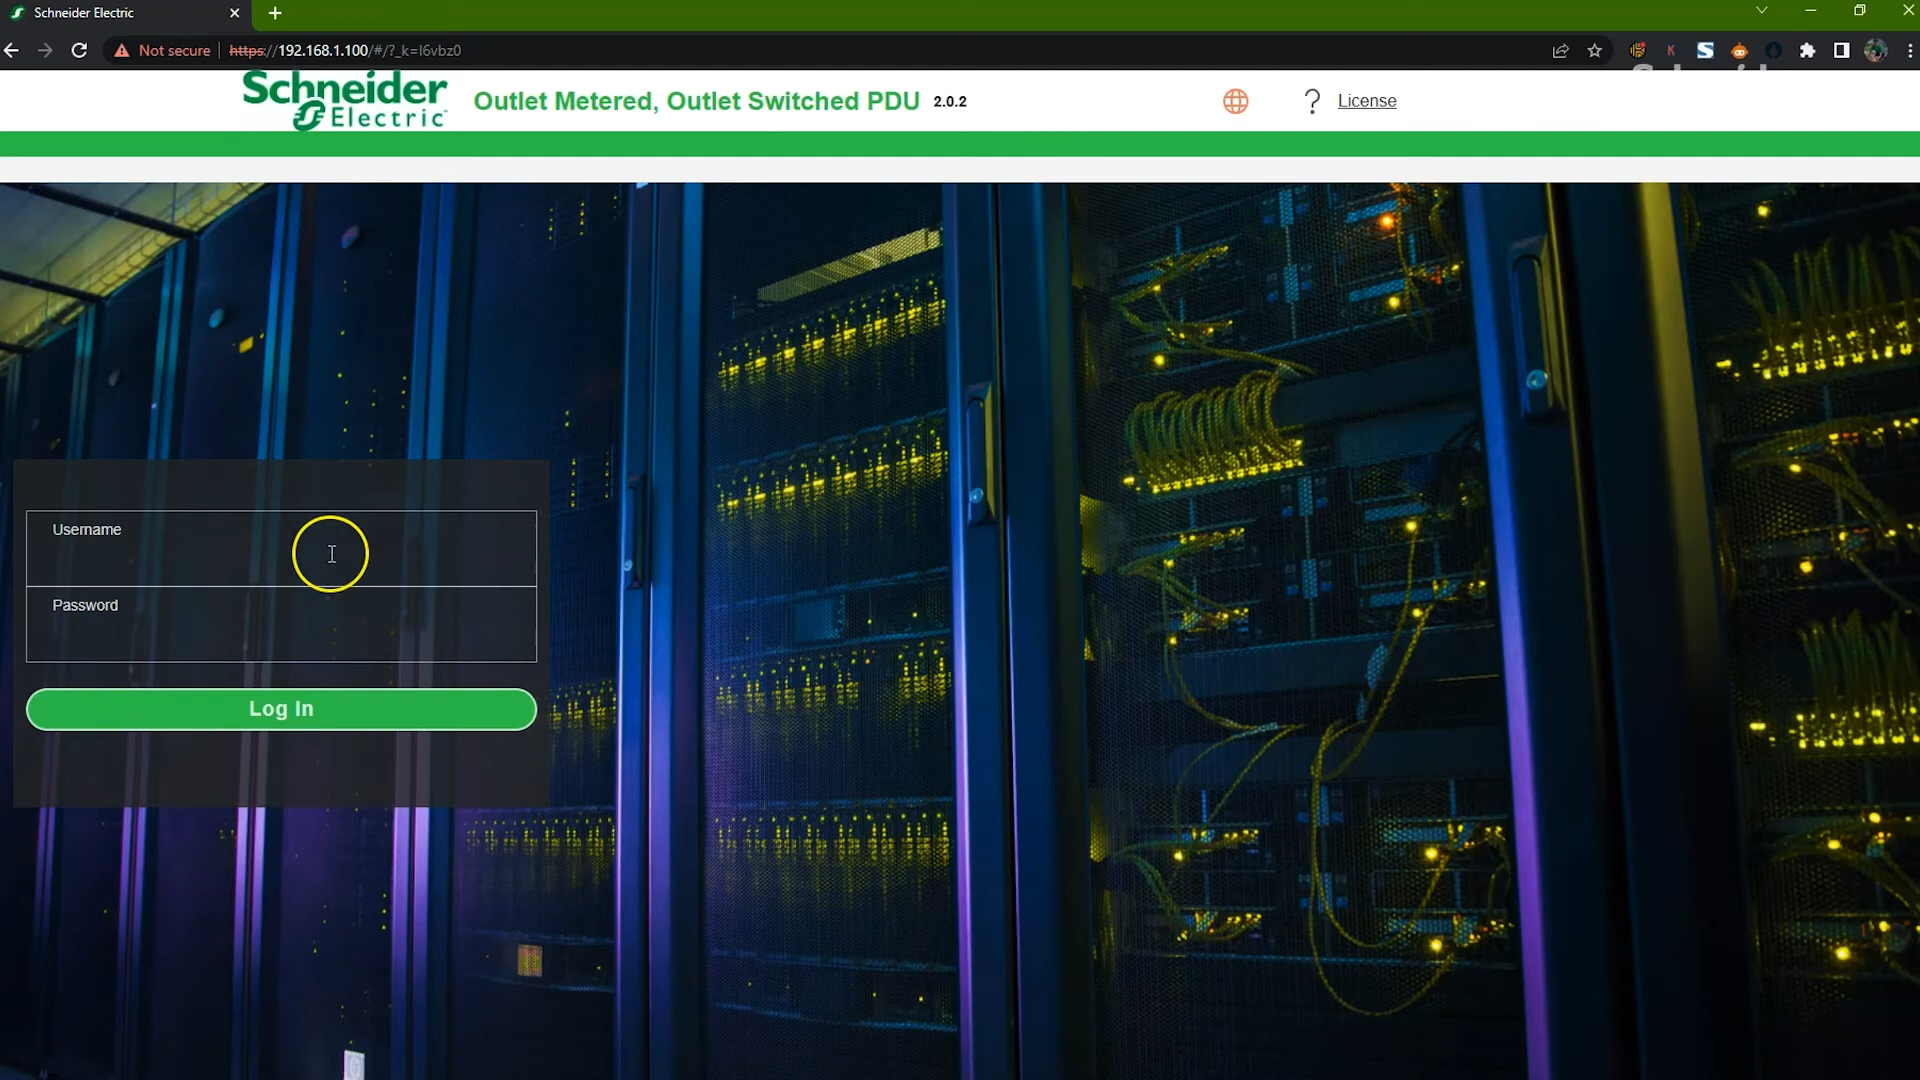 Schneider Electric
Not secure
https://192.168.1.100/#/?_k=l6vbz0
Schneider
Electric
Outlet Metered, Outlet Switched PDU 2.0.2
License
Username
Password
Log In